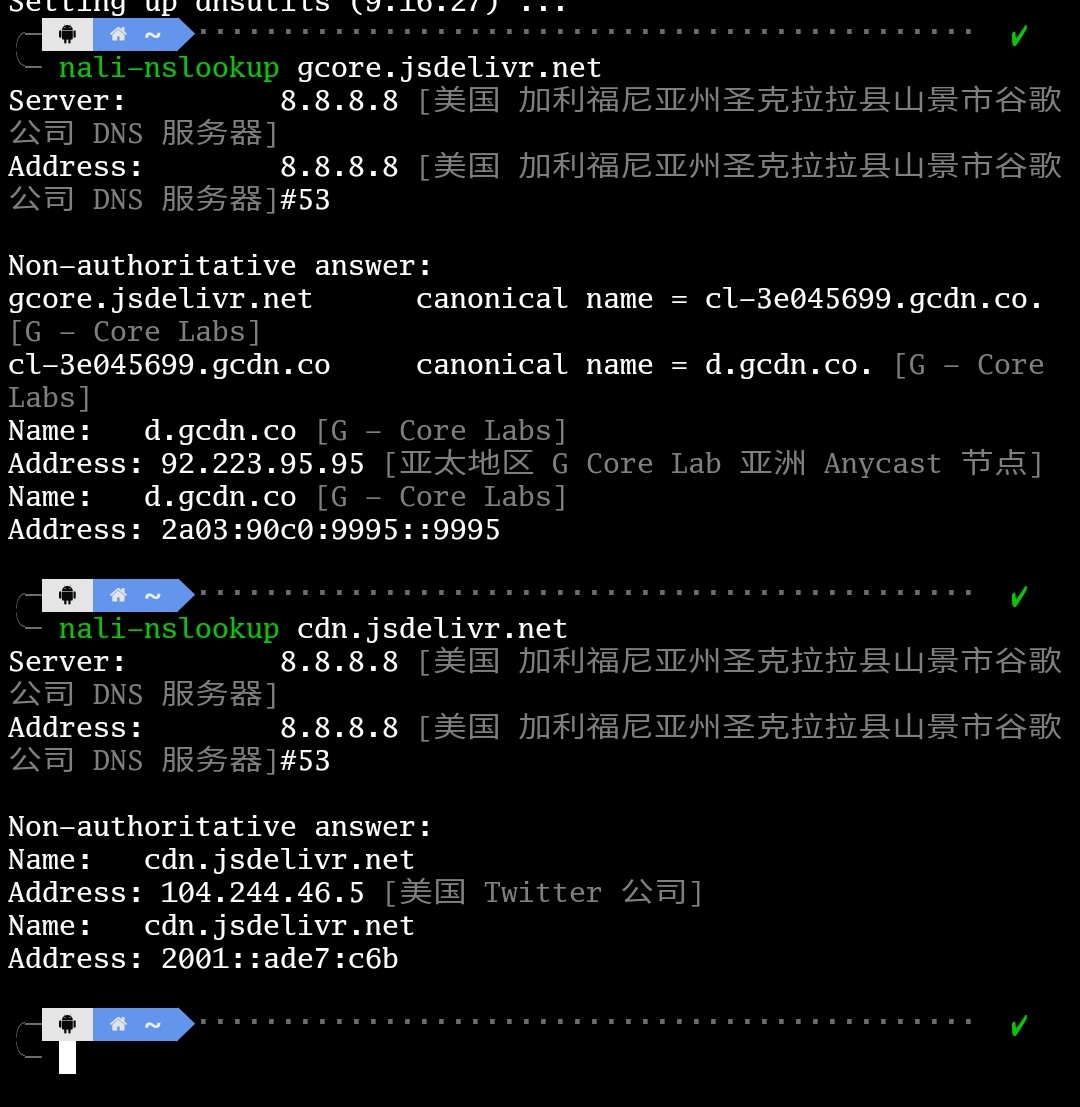 Setting up dnsutils (9.16.27) ...
~ ✔
nali-nslookup gcore.jsdelivr.net
Server:         8.8.8.8 [美国 加利福尼亚州圣克拉拉县山景市谷歌
公司 DNS 服务器]
Address:        8.8.8.8 [美国 加利福尼亚州圣克拉拉县山景市谷歌
公司 DNS 服务器]#53
Non-authoritative answer:
gcore.jsdelivr.net      canonical name = cl-3e045699.gcdn.co.
[G - Core Labs]
cl-3e045699.gcdn.co     canonical name = d.gcdn.co. [G - Core
Labs]
Name:   d.gcdn.co [G - Core Labs]
Address: 92.223.95.95 [亚太地区 G Core Lab 亚洲 Anycast 节点]
Name:   d.gcdn.co [G - Core Labs]
Address: 2a03:90c0:9995::9995
~ ✔
nali-nslookup cdn.jsdelivr.net
Server:         8.8.8.8 [美国 加利福尼亚州圣克拉拉县山景市谷歌
公司 DNS 服务器]
Address:        8.8.8.8 [美国 加利福尼亚州圣克拉拉县山景市谷歌
公司 DNS 服务器]#53
Non-authoritative answer:
Name:   cdn.jsdelivr.net
Address: 104.244.46.5 [美国 Twitter 公司]
Name:   cdn.jsdelivr.net
Address: 2001::ade7:c6b
~ ✔